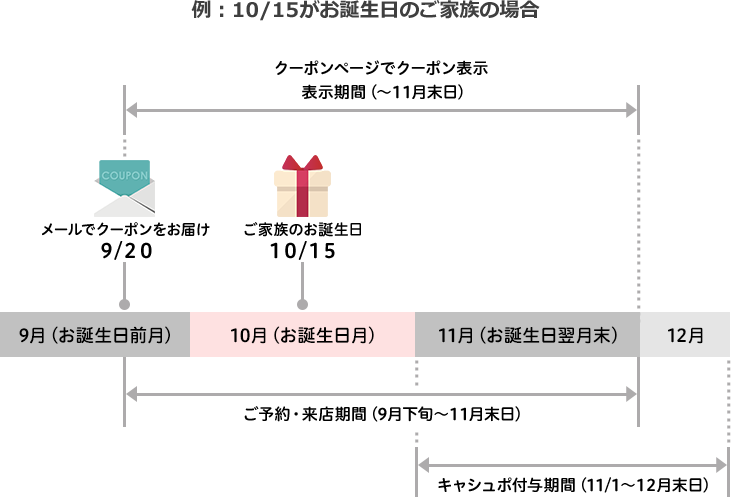 例：10/15がお誕生日のご家族の場合
クーポンページでクーポン表示
表示期間（～11月末日）
COUPON
メールでクーポンをお届け
9/20
ご家族のお誕生日
10/15
9月（お誕生日前月）
10月（お誕生日月）
11月（お誕生日翌月末）
12月
ご予約・来店期間（9月下旬～11月末日）
キャシュポ付与期間（11/1～12月末日）